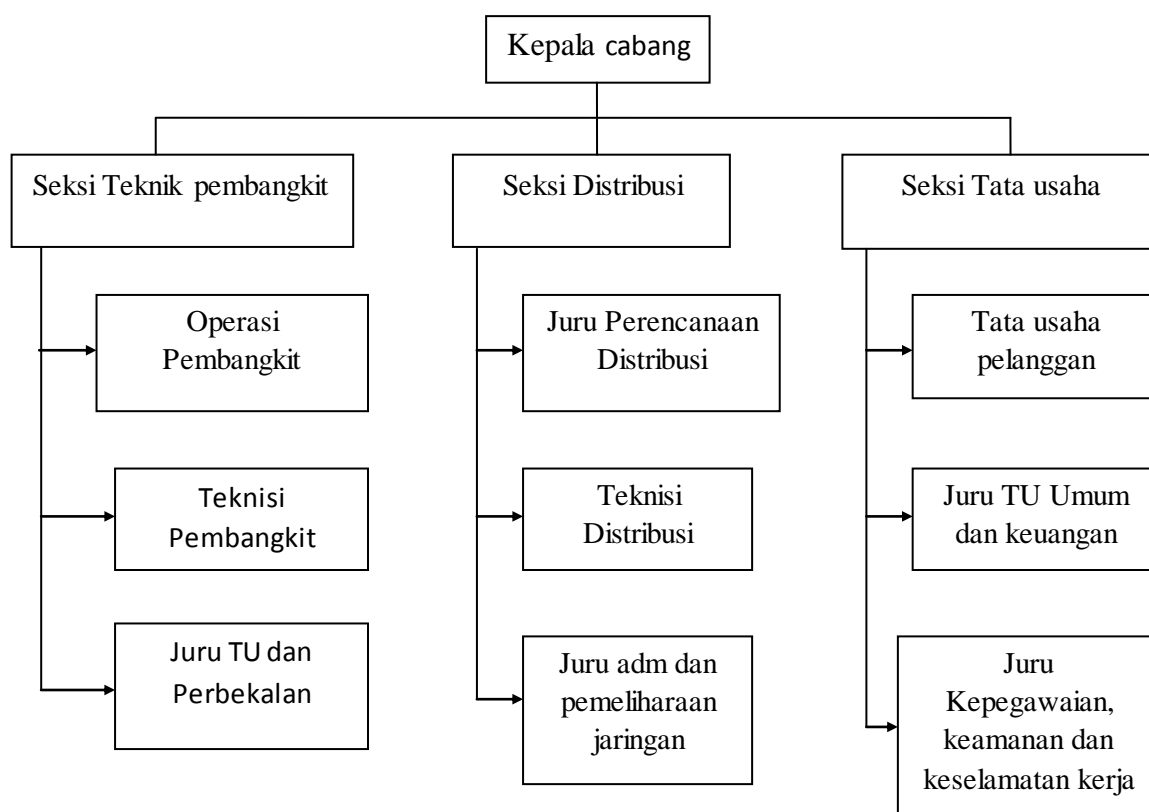 Kepala cabang
Seksi Teknik pembangkit
Seksi Distribusi
Seksi Tata usaha
Operasi
Pembangkit
Juru Perencanaan
Distribusi
Tata usaha
pelanggan
Teknisi
Pembangkit
Teknisi
Distribusi
Juru TU Umum
dan keuangan
Juru TU dan
Perbekalan
Juru adm dan
pemeliharaan
jaringan
Juru
Kepegawaian,
keamanan dan
keselamatan kerja